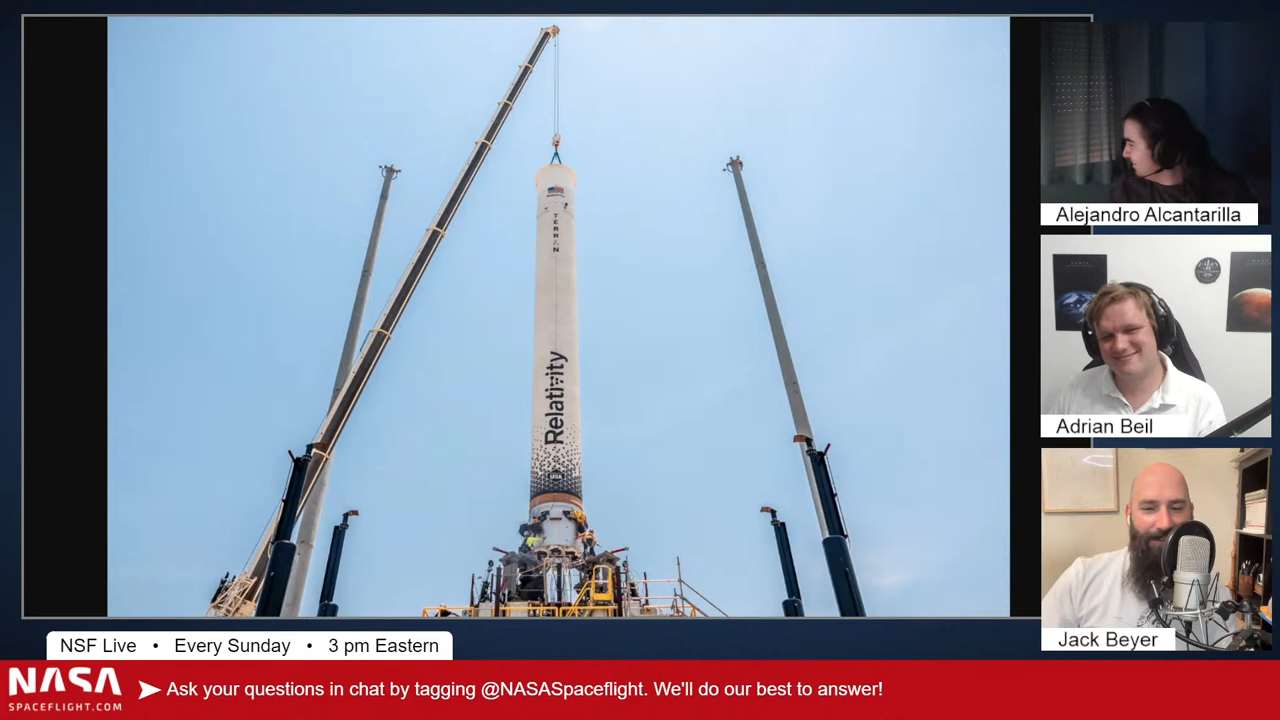 TERRAN
Relativity
USA
Alejandro Alcantarilla
Adrian Beil
Jack Beyer
NSF Live • Every Sunday • 3 pm Eastern
NASA
SPACEFLIGHT.COM
Ask your questions in chat by tagging @NASASpaceflight. We'll do our best to answer!